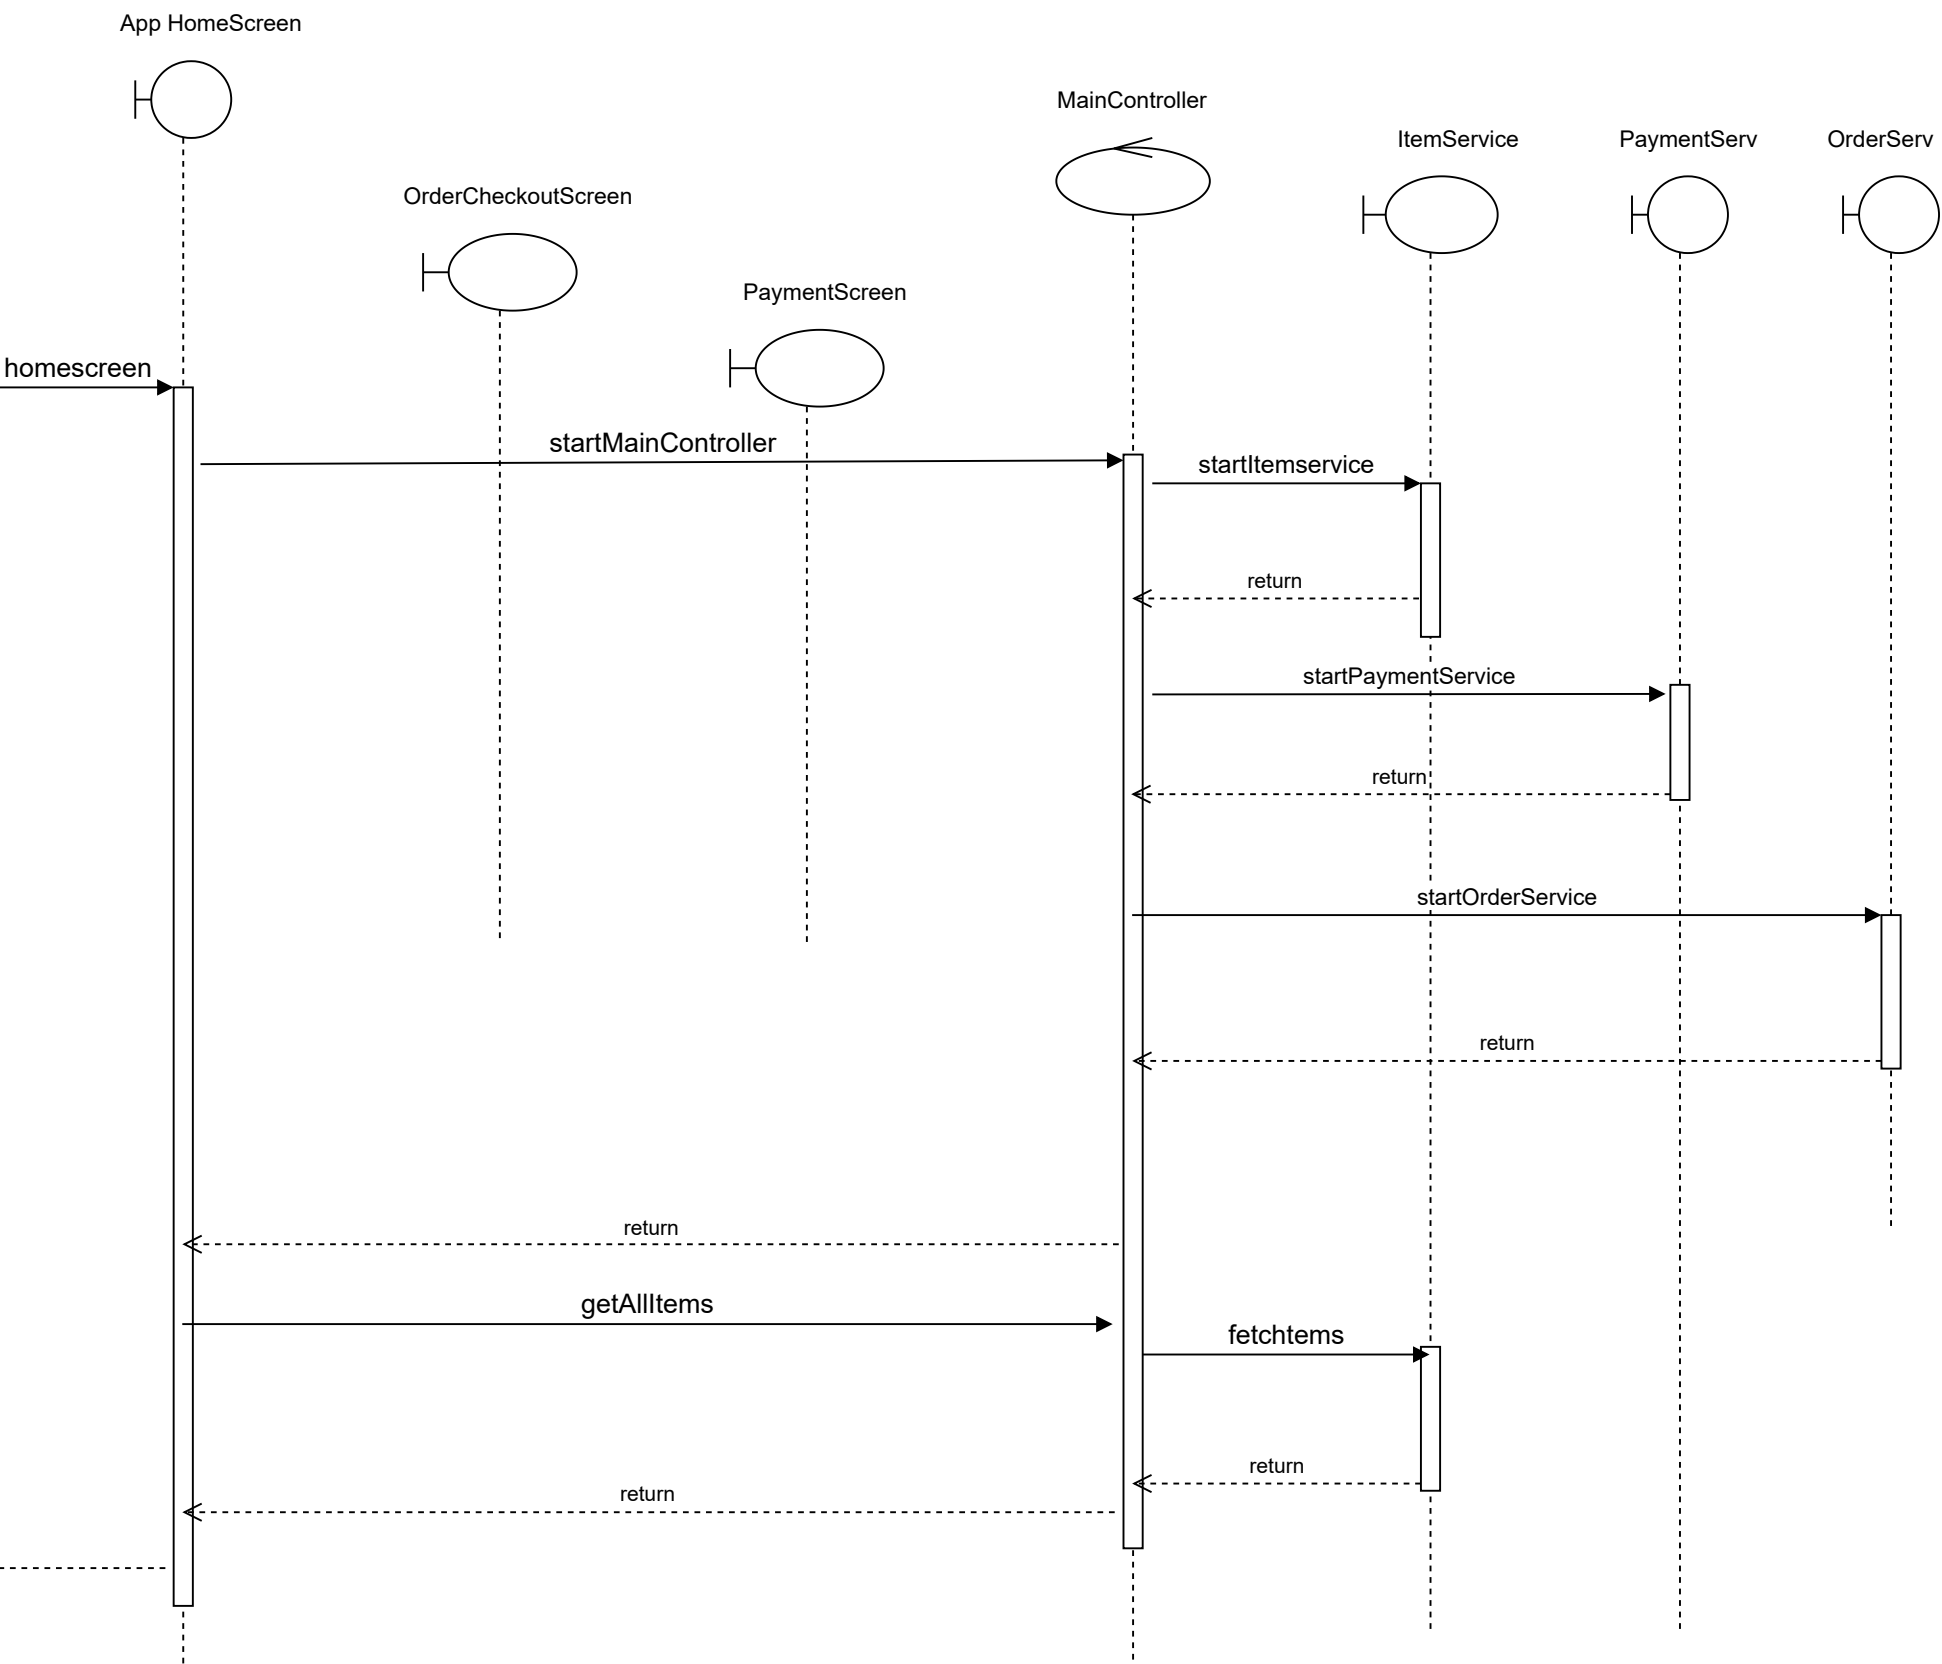 App HomeScreen
MainController
ItemService
PaymentServ
OrderServ
OrderCheckoutScreen
PaymentScreen
homescreen
startMainController
startItemservice
return
startPaymentService
return
startOrderService
return
return
getAllItems
fetchtems
return
return